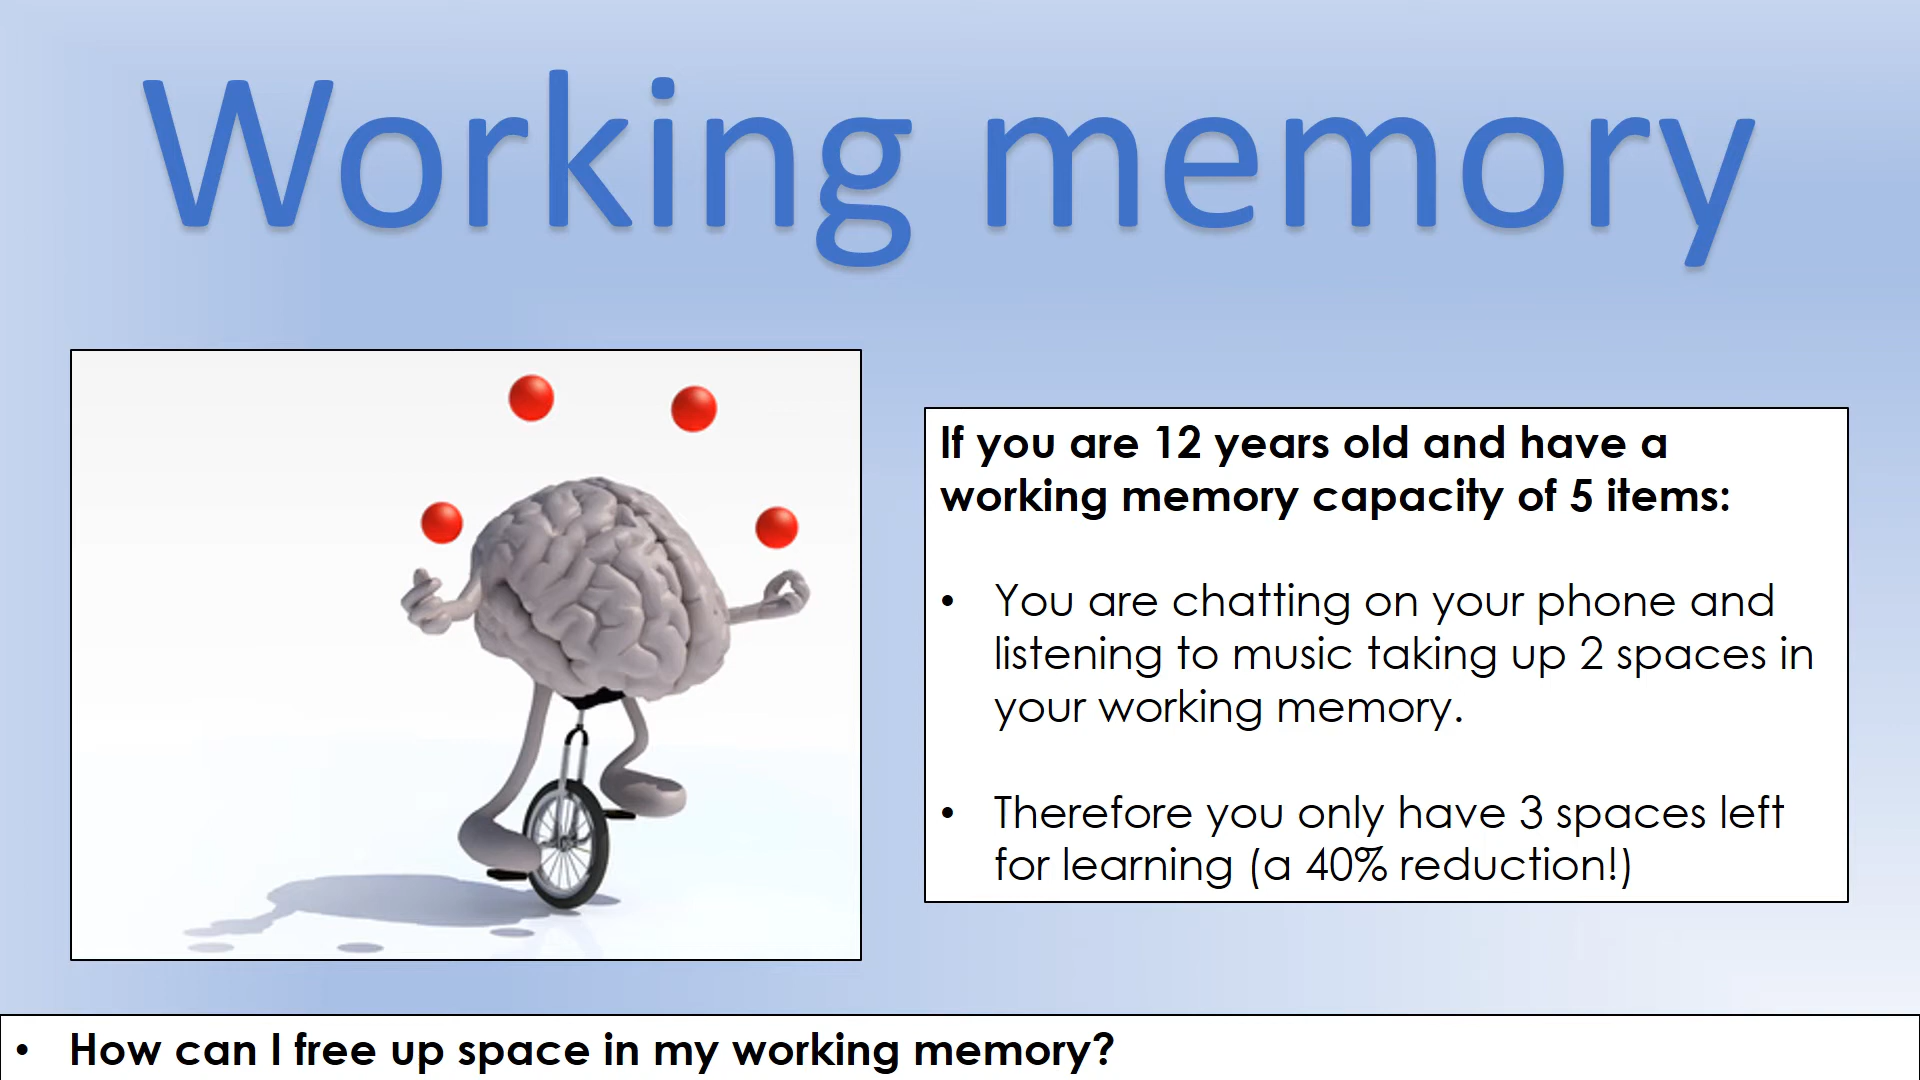 Working memory
If you are 12 years old and have a
working memory capacity of 5 items:
• You are chatting on your phone and
listening to music taking up 2 spaces in
your working memory.
• Therefore you only have 3 spaces left
for learning (a 40% reduction!)
• How can I free up space in my working memory?